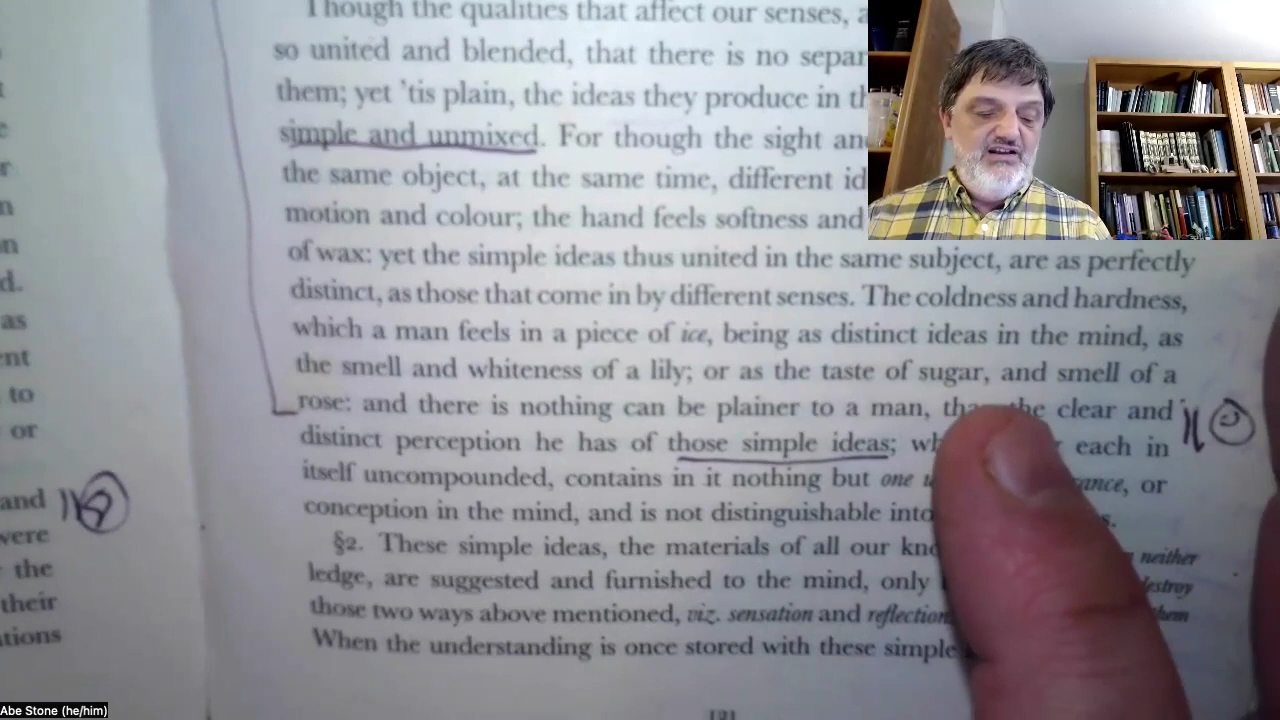 Though the qualities that affect our senses,
so united and blended, that there is no
them; yet 'tis plain, the ideas they produce in
simple and unmixed. For though the sight
the same object, at the same time, different
motion and colour; the hand feels softness and
of wax: yet the simple ideas thus united in the same subject, are as perfectly
distinct, as those that come in by different senses. The coldness and hardness,
which a man feels in a piece of ice, being as distinct ideas in the mind, as
the smell and whiteness of a lily; or as the taste of sugar, and smell of a
rose: and there is nothing can be plainer to a man, than the clear and
distinct perception he has of those simple ideas; each in
itself uncompounded, contains in it nothing but one
or
conception in the mind, and is not distinguishable into
§2. These simple ideas, the materials of all our
neither
ledge, are suggested and furnished to the mind, only
those two ways above mentioned, viz. sensation and reflection
When the understanding is once stored with these simple
121
and
were
the
their
as
to
or
Abe Stone (he/him)